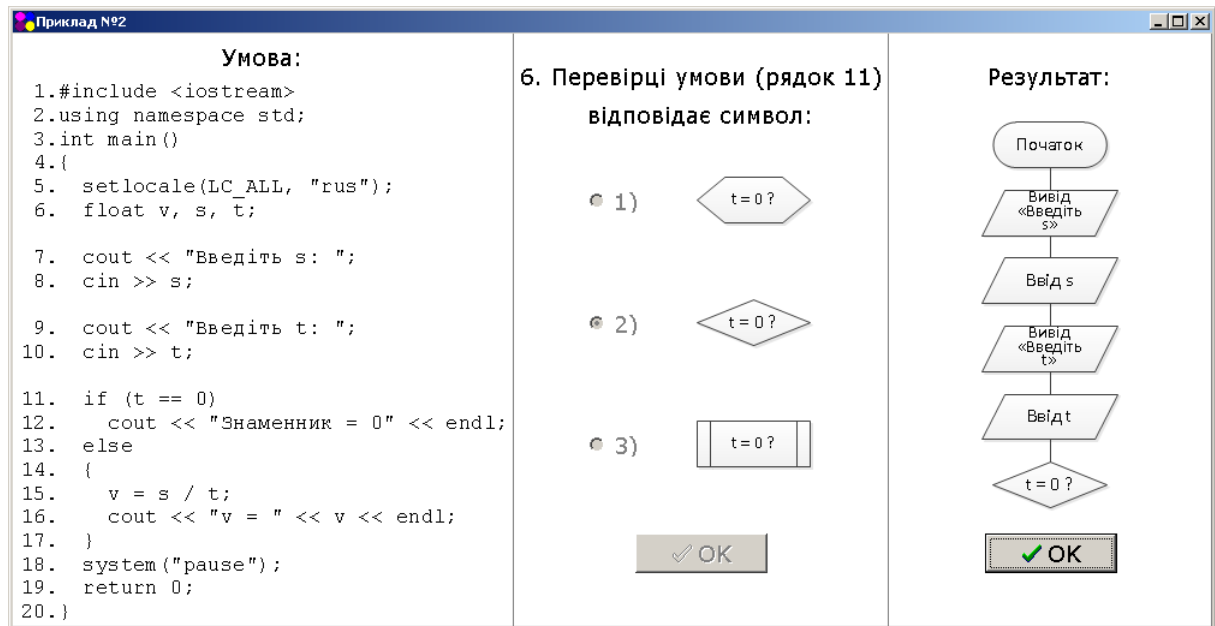 Приклад №2
Умова:
1.#include <iostream>
2.using namespace std;
3.int main()
4.{
5.  setlocale(LC_ALL, "rus");
6.  float v, s, t;
7.  cout << "Введіть s: ";
8.  cin >> s;
9.  cout << "Введіть t: ";
10.  cin >> t;
11.  if (t == 0)
12.    cout << "Знаменник = 0" << endl;
13.  else
14.  {
15.    v = s / t;
16.    cout << "v = " << v << endl;
17.  }
18.  system("pause");
19.  return 0;
20.}
6. Перевірці умови (рядок 11)
відповідає символ:
1) t = 0 ?
2) t = 0 ?
3) t = 0 ?
OK
Результат:
Початок
Вивід
«Введіть
s»
Ввід s
Вивід
«Введіть
t»
Ввід t
t = 0 ?
OK